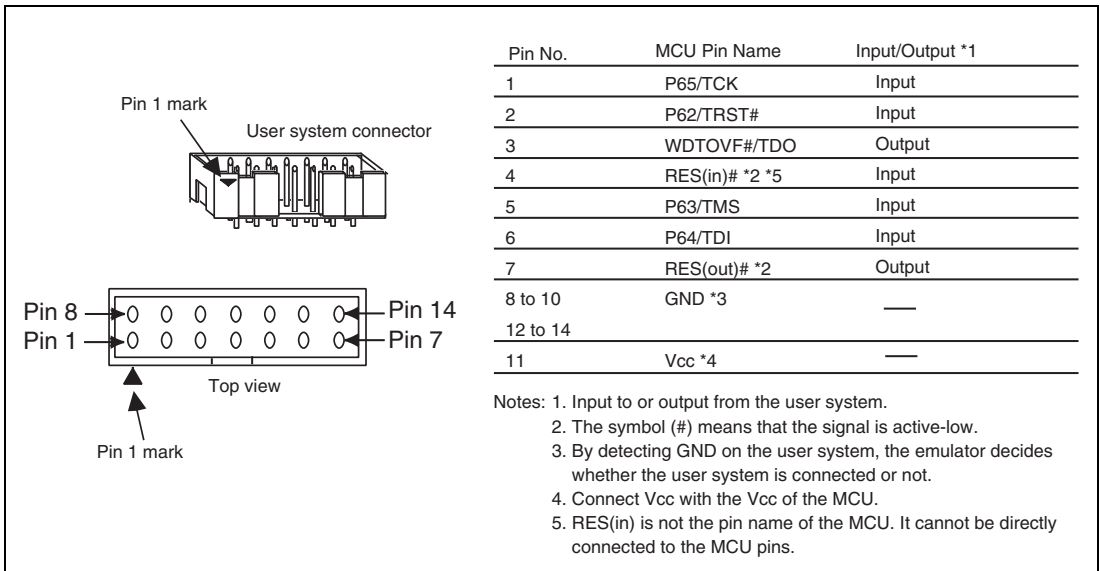 Pin 1 mark
User system connector
Pin 8
Pin 1
Pin 14
Pin 7
Top view
Pin 1 mark
Pin No. MCU Pin Name Input/Output *1
1 P65/TCK Input
2 P62/TRST# Input
3 WDTOVF#/TDO Output
4 RES(in)# *2 *5 Input
5 P63/TMS Input
6 P64/TDI Input
7 RES(out)# *2 Output
8 to 10 GND *3 —
12 to 14
11 Vcc *4 —
Notes: 1. Input to or output from the user system.
2. The symbol (#) means that the signal is active-low.
3. By detecting GND on the user system, the emulator decides
whether the user system is connected or not.
4. Connect Vcc with the Vcc of the MCU.
5. RES(in) is not the pin name of the MCU. It cannot be directly
connected to the MCU pins.